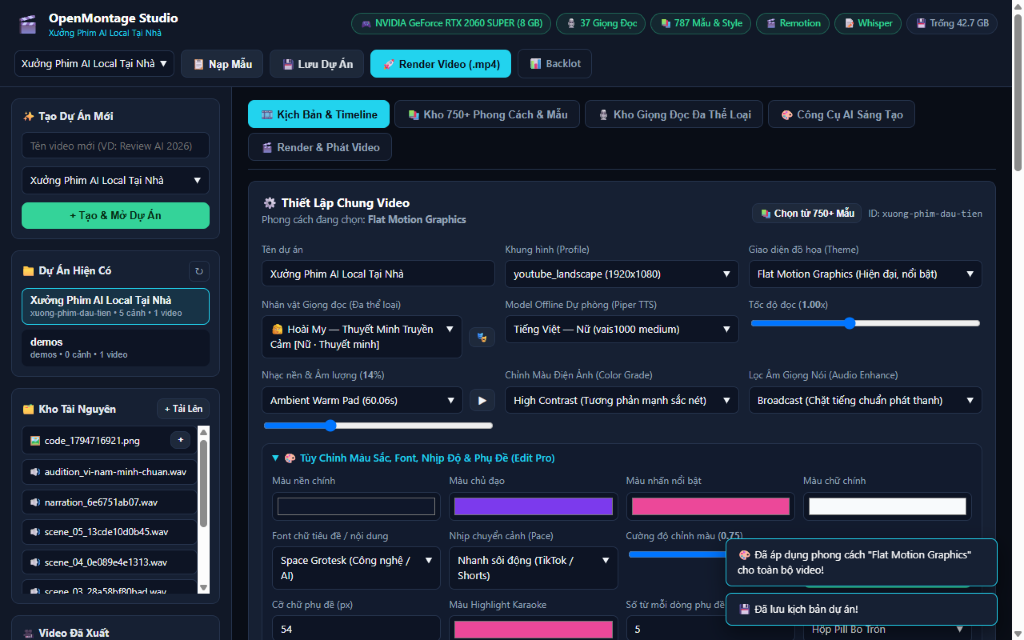 OpenMontage Studio
Xưởng Phim AI Local Tại Nhà
NVIDIA GeForce RTX 2060 SUPER (8 GB)
37 Giọng Đọc
787 Mẫu & Style
Remotion
Whisper
Trống 42.7 GB
Xưởng Phim AI Local Tại Nhà
Nạp Mẫu
Lưu Dự Án
Render Video (.mp4)
Backlot
Tạo Dự Án Mới
Tên video mới (VD: Review AI 2026)
Xưởng Phim AI Local Tại Nhà
+ Tạo & Mở Dự Án
Dự Án Hiện Có
Xưởng Phim AI Local Tại Nhà
xuong-phim-dau-tien • 5 cảnh • 1 video
demos
demos • 0 cảnh • 1 video
Kho Tài Nguyên
+ Tải Lên
code_1794716921.png
+
audition_vi-nam-minh-chuan.wav
narration_6e6751ab07.wav
scene_05_13cde10d0b45.wav
scene_04_0e089e4e1313.wav
scene_03_28a58bf80bad.wav
Video Đã Xuất
Kịch Bản & Timeline
Kho 750+ Phong Cách & Mẫu
Kho Giọng Đọc Đa Thể Loại
Công Cụ AI Sáng Tạo
Render & Phát Video
Thiết Lập Chung Video
Phong cách đang chọn: Flat Motion Graphics
Chọn từ 750+ Mẫu
ID: xuong-phim-dau-tien
Tên dự án
Khung hình (Profile)
Giao diện đồ họa (Theme)
Xưởng Phim AI Local Tại Nhà
youtube_landscape (1920x1080)
Flat Motion Graphics (Hiện đại, nổi bật)
Nhân vật Giọng đọc (Đa thể loại)
Model Offline Dự phòng (Piper TTS)
Tốc độ đọc (1.00x)
Hoài My — Thuyết Minh Truyền
Cảm [Nữ · Thuyết minh]
Tiếng Việt — Nữ (vais1000 medium)
Nhạc nền & Âm lượng (14%)
Chỉnh Màu Điện Ảnh (Color Grade)
Lọc Âm Giọng Nói (Audio Enhance)
Ambient Warm Pad (60.06s)
High Contrast (Tương phản mạnh sắc nét)
Broadcast (Chặt tiếng chuẩn phát thanh)
Tùy Chỉnh Màu Sắc, Font, Nhịp Độ & Phụ Đề (Edit Pro)
Màu nền chính
Màu chủ đạo
Màu nhấn nổi bật
Màu chữ chính
Font chữ tiêu đề / nội dung
Nhịp chuyển cảnh (Pace)
Cường độ chỉnh màu (0.75)
Space Grotesk (Công nghệ /
AI)
Nhanh sôi động (TikTok /
Shorts)
Cỡ chữ phụ đề (px)
Màu Highlight Karaoke
Số từ mỗi dòng phụ đề
54
5
Hộp Pill Bo Tròn
Đã áp dụng phong cách "Flat Motion Graphics"
cho toàn bộ video!
Đã lưu kịch bản dự án!